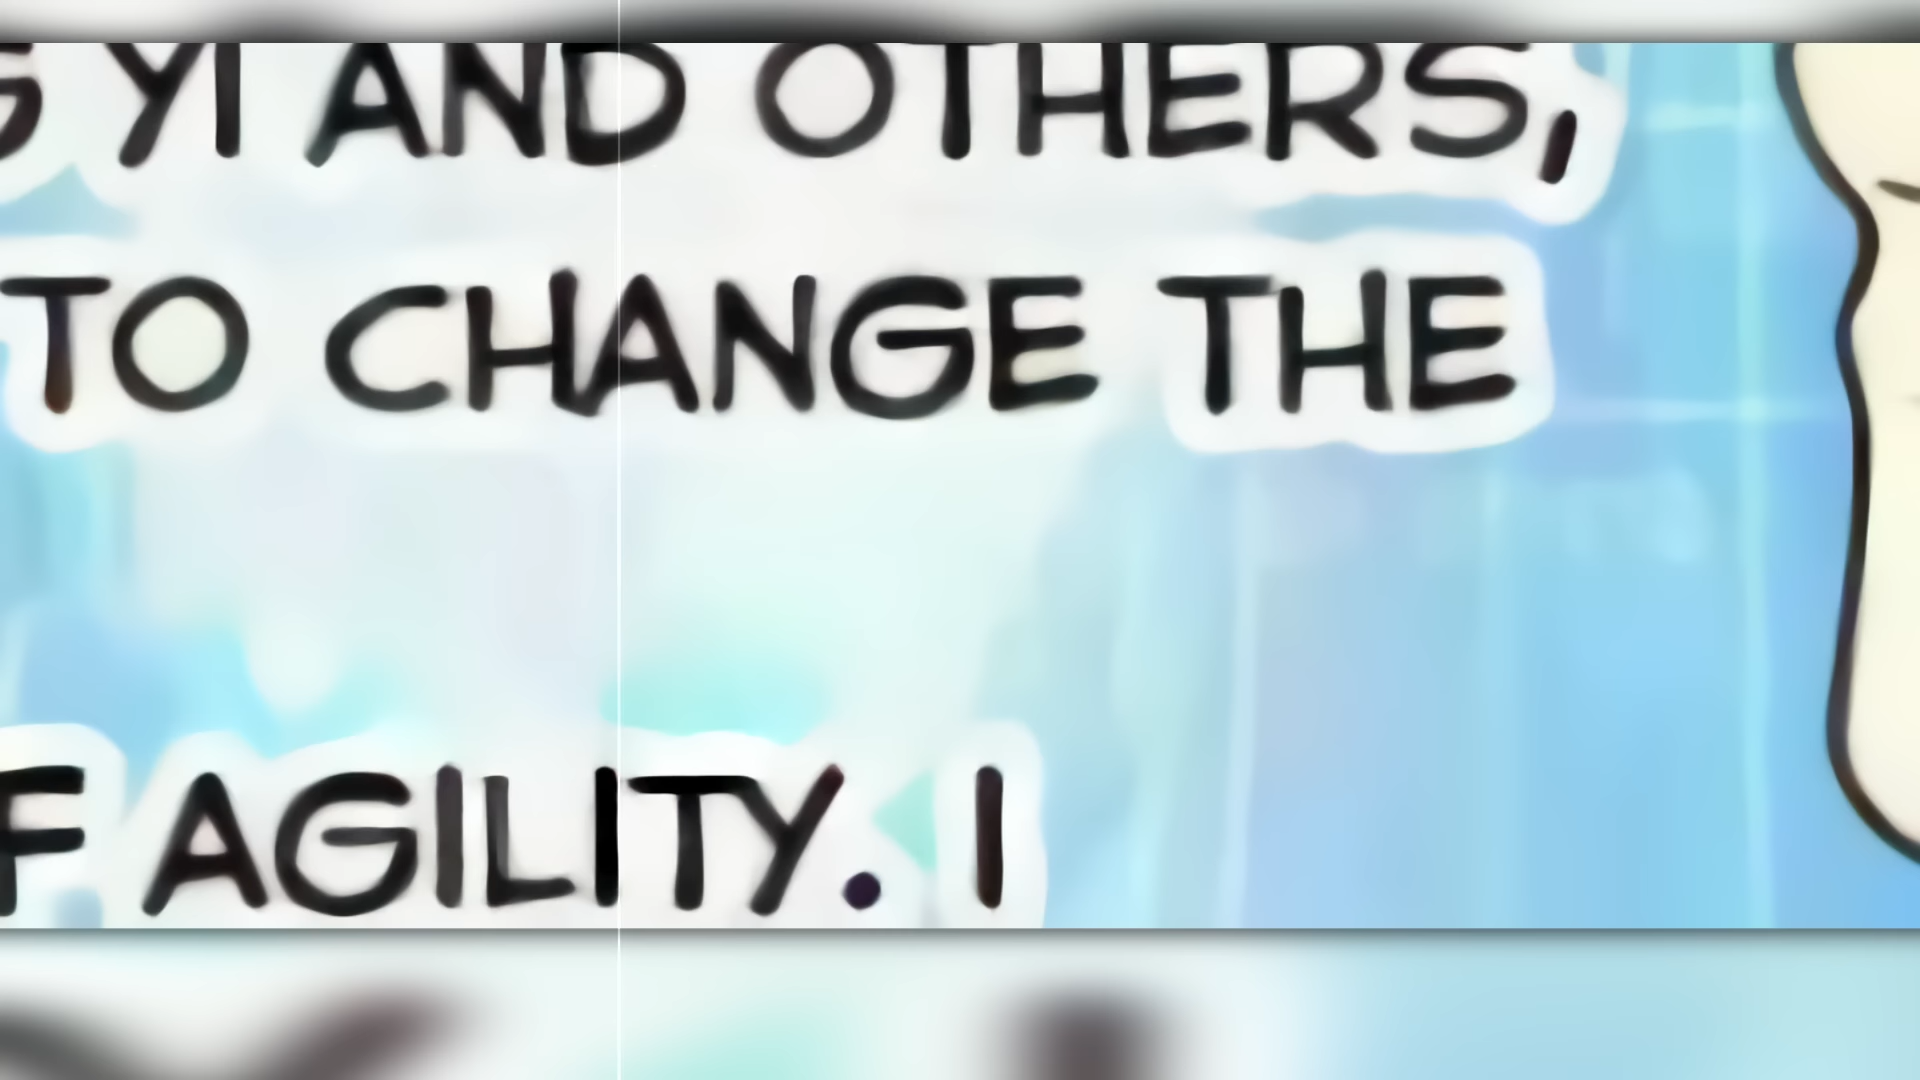 G YI AND OTHERS,
TO CHANGE THE
F AGILITY. I